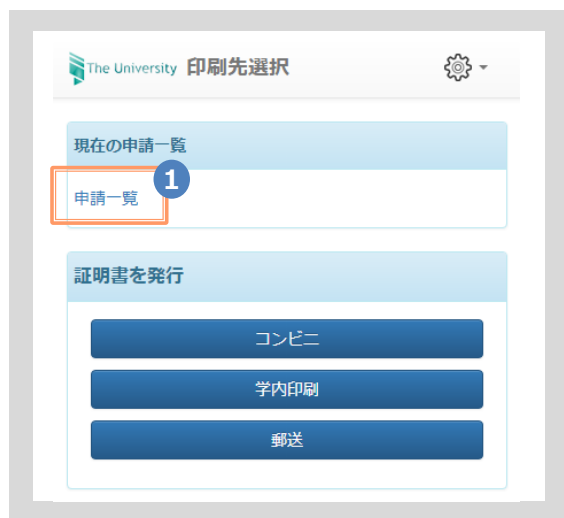 The University 印刷先選択
現在の申請一覧
1
申請一覧
証明書を発行
コンビニ
学内印刷
郵送